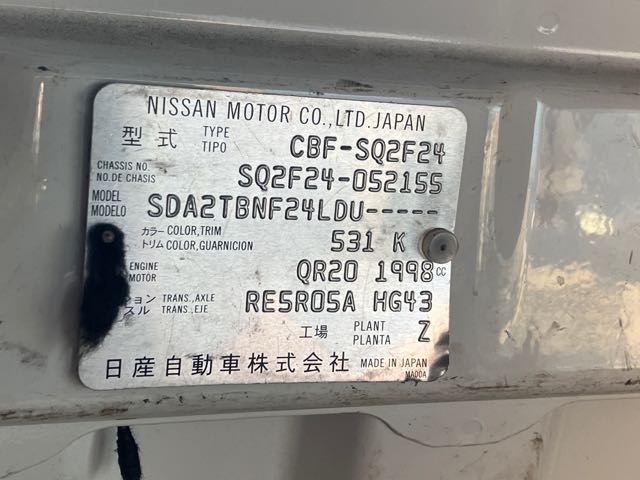 NISSAN MOTOR CO.,LTD.JAPAN
型式 TYPE TIPO CBF-SQ2F24
CHASSIS NO. NO.DE CHASIS SQ2F24-052155
MODEL MODELO SDA2TBNF24LDU-----
カラー COLOR,TRIM トリム COLOR,GUARNICION 531 K
ENGINE MOTOR QR20 1998 cc
TRANS.,AXLE TRANS.,EJE RE5R05A HG43
工場 PLANT PLANTA Z
日産自動車株式会社 MADE IN JAPAN